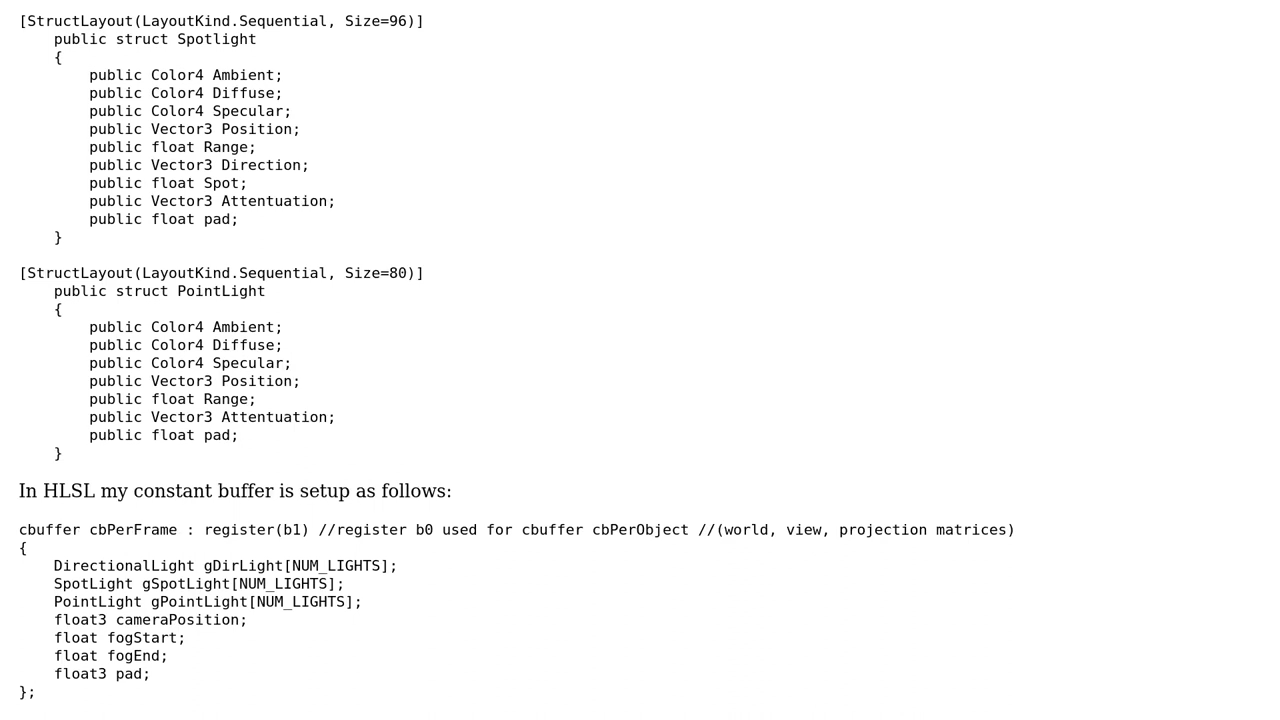 [StructLayout(LayoutKind.Sequential, Size=96)]
    public struct Spotlight
    {
        public Color4 Ambient;
        public Color4 Diffuse;
        public Color4 Specular;
        public Vector3 Position;
        public float Range;
        public Vector3 Direction;
        public float Spot;
        public Vector3 Attentuation;
        public float pad;
    }

[StructLayout(LayoutKind.Sequential, Size=80)]
    public struct PointLight
    {
        public Color4 Ambient;
        public Color4 Diffuse;
        public Color4 Specular;
        public Vector3 Position;
        public float Range;
        public Vector3 Attentuation;
        public float pad;
    }
In HLSL my constant buffer is setup as follows:
cbuffer cbPerFrame : register(b1) //register b0 used for cbuffer cbPerObject //(world, view, projection matrices)
{
    DirectionalLight gDirLight[NUM_LIGHTS];
    SpotLight gSpotLight[NUM_LIGHTS];
    PointLight gPointLight[NUM_LIGHTS];
    float3 cameraPosition;
    float fogStart;
    float fogEnd;
    float3 pad;
};